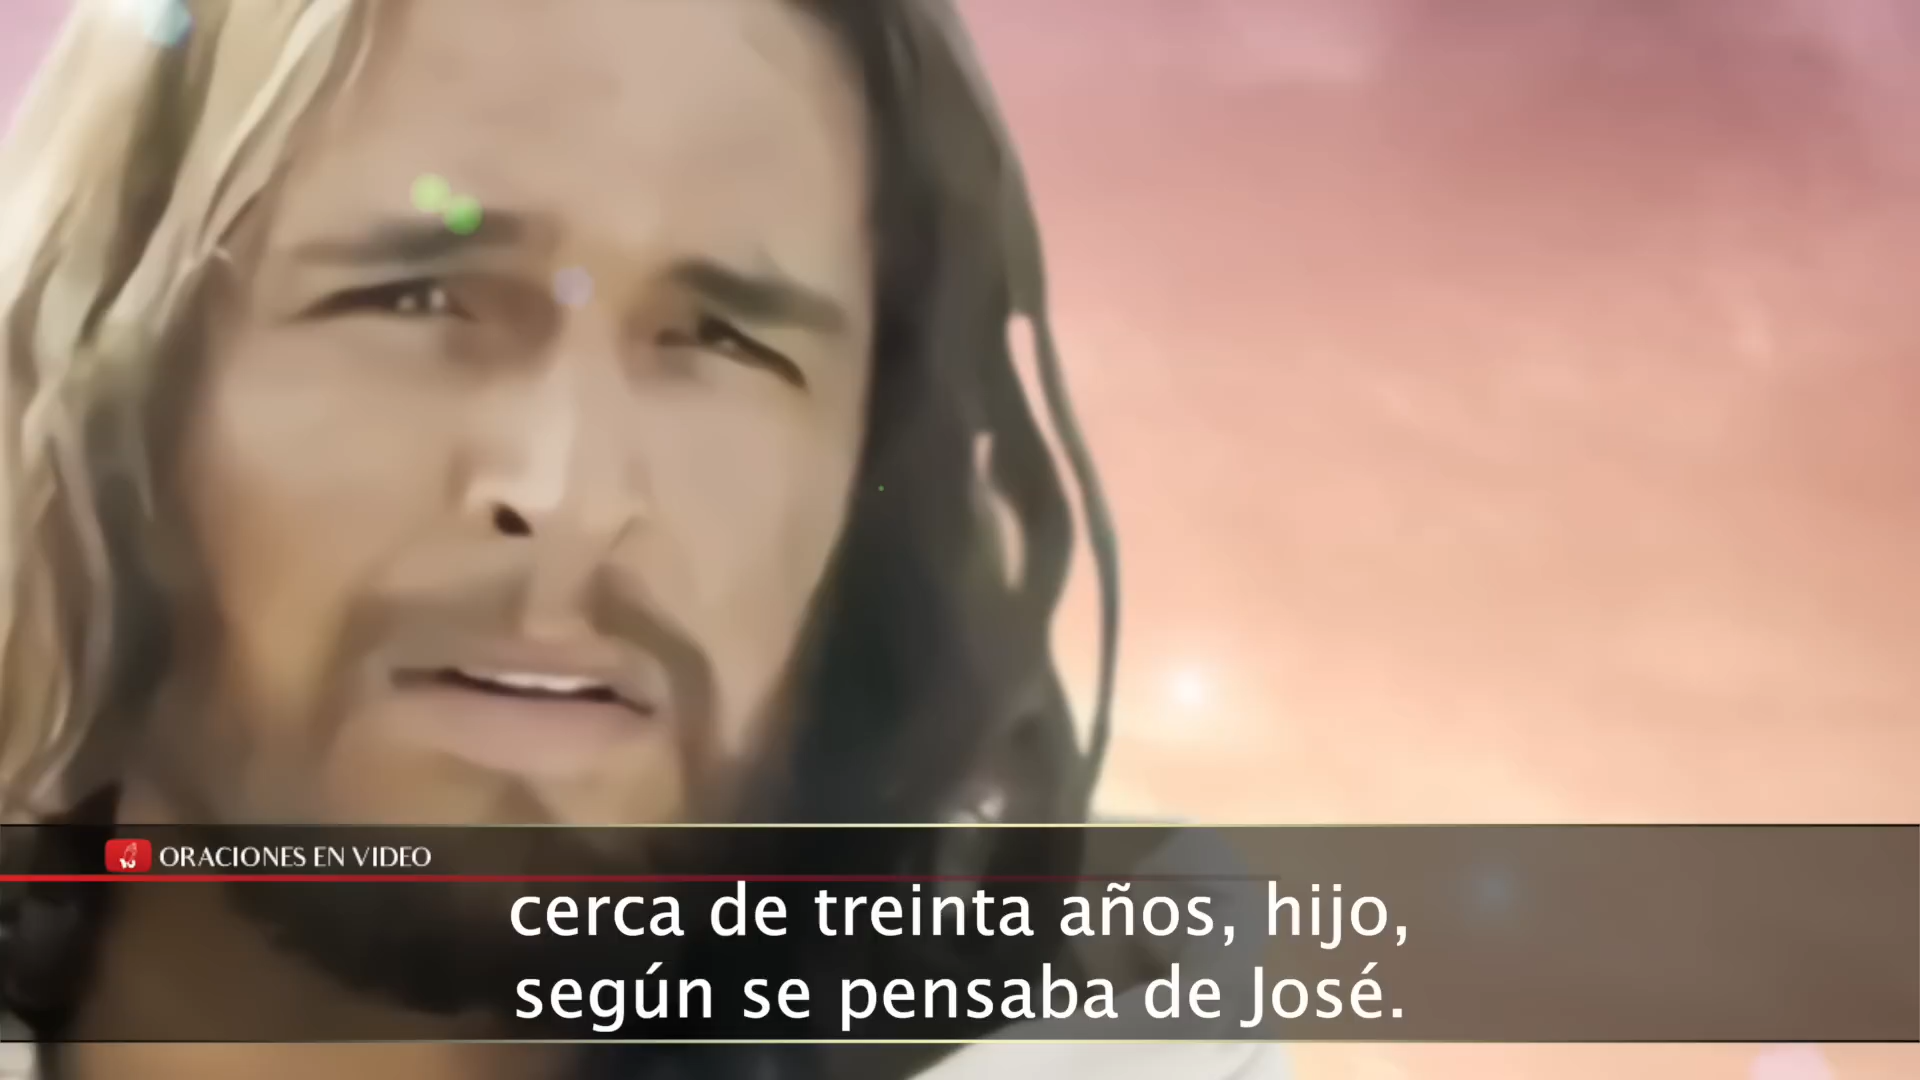 ORACIONES EN VIDEO
cerca de treinta años, hijo,
según se pensaba de José.